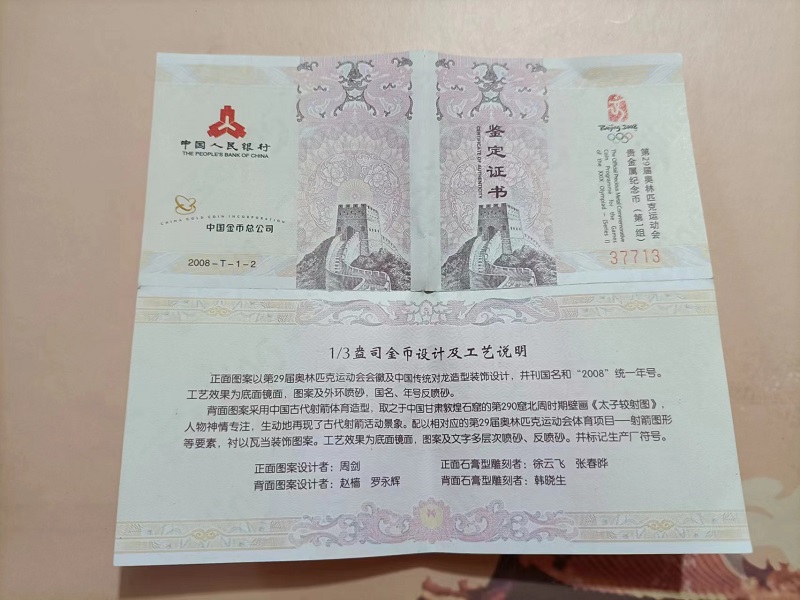 中国人民银行
THE PEOPLE'S BANK OF CHINA
CHINA GOLD COIN INCORPORATION
中国金币总公司
2008-T-1-2
鉴定证书
CERTIFICATE OF AUTHENTICITY
Beijing 2008
第29届奥林匹克运动会
贵金属纪念币（第一组）
The Official Precious Metal Commemorative
Coin Programme for the Games
of the XXIX Olympiad – Series I
37713
1/3盎司金币设计及工艺说明
正面图案以第29届奥林匹克运动会会徽及中国传统对龙造型装饰设计，并刊国名和“2008”统一年号。
工艺效果为底面镜面，图案及外环喷砂，国名、年号反喷砂。
背面图案采用中国古代射箭体育造型，取之于中国甘肃敦煌石窟的第290窟北周时期壁画《太子较射图》，
人物神情专注，生动地再现了古代射箭活动景象。配以相对应的第29届奥林匹克运动会体育项目——射箭图形
等要素，衬以瓦当装饰图案。工艺效果为底面镜面，图案及文字多层次喷砂、反喷砂。并标记生产厂符号。
正面图案设计者：周剑
正面石膏型雕刻者：徐云飞 张春晔
背面图案设计者：赵樯 罗永辉
背面石膏型雕刻者：韩晓生